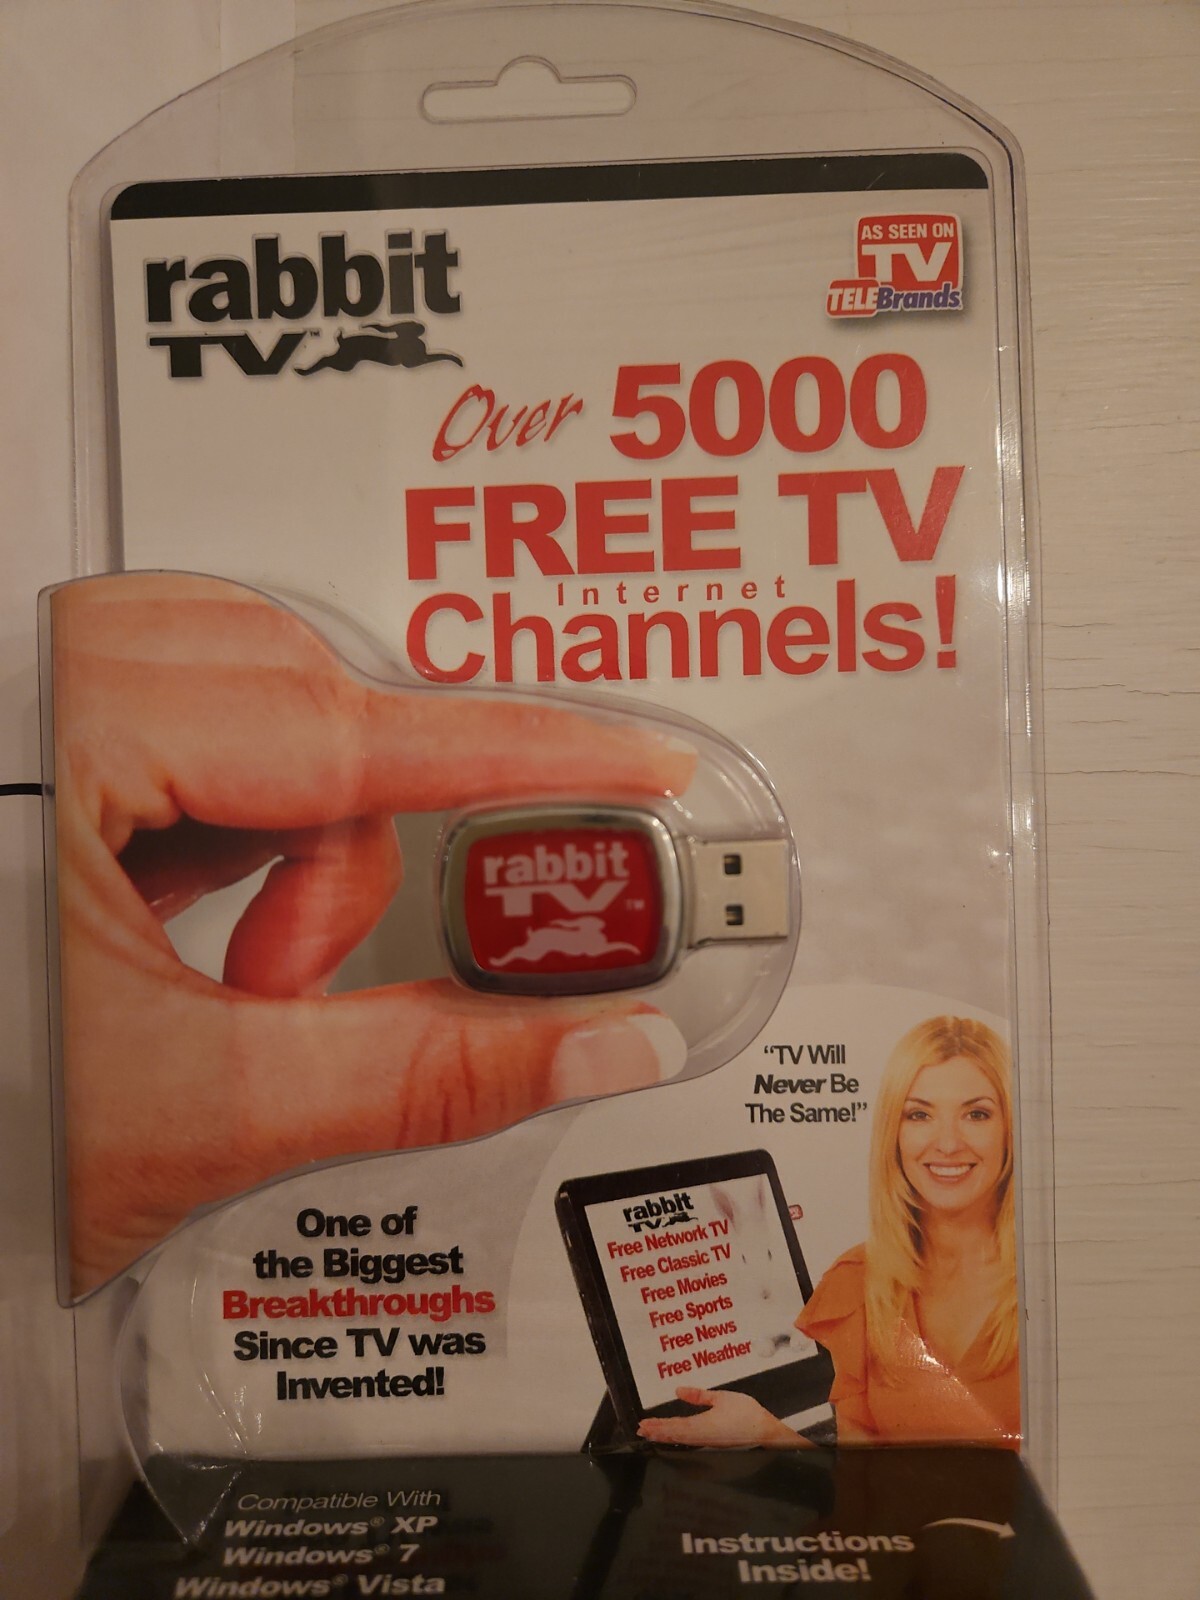 rabbit
TV™
AS SEEN ON
TV
TELEBrands
Over 5000
FREE TV
Internet
Channels!
rabbit
TV™
"TV Will
Never Be
The Same!"
rabbit
TV
Free Network TV
Free Classic TV
Free Movies
Free Sports
Free News
Free Weather
One of
the Biggest
Breakthroughs
Since TV was
Invented!
Compatible With
Windows® XP
Windows® 7
Windows® Vista
Instructions
Inside!